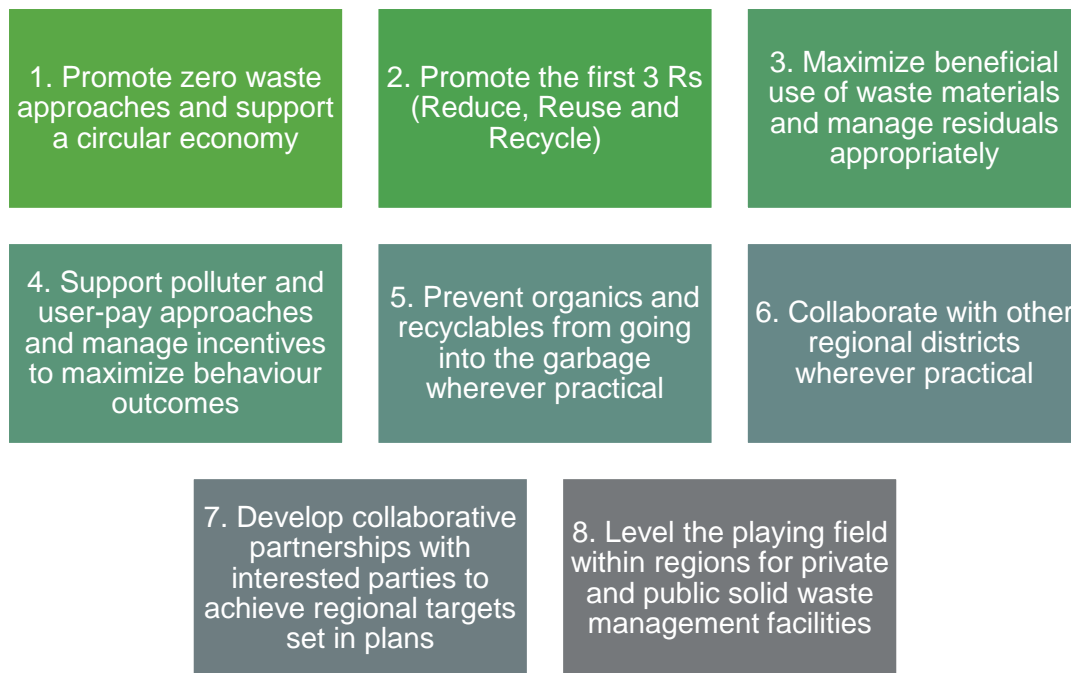 1. Promote zero waste
approaches and support
a circular economy
2. Promote the first 3 Rs
(Reduce, Reuse and
Recycle)
3. Maximize beneficial
use of waste materials
and manage residuals
appropriately
4. Support polluter and
user-pay approaches
and manage incentives
to maximize behaviour
outcomes
5. Prevent organics and
recyclables from going
into the garbage
wherever practical
6. Collaborate with other
regional districts
wherever practical
7. Develop collaborative
partnerships with
interested parties to
achieve regional targets
set in plans
8. Level the playing field
within regions for private
and public solid waste
management facilities